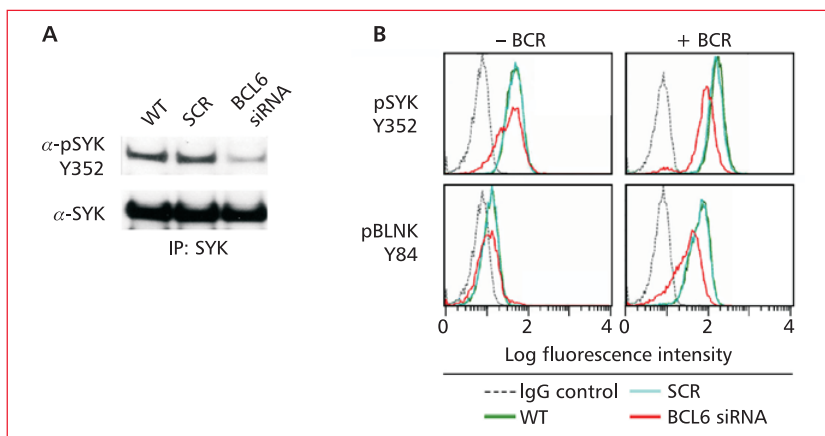 A
WT
SCR
BCL6
siRNA
α-pSYK
Y352
α-SYK
IP: SYK
B
– BCR
+ BCR
pSYK
Y352
pBLNK
Y84
0 2 4 0 2 4
Log fluorescence intensity
IgG control
SCR
WT
BCL6 siRNA